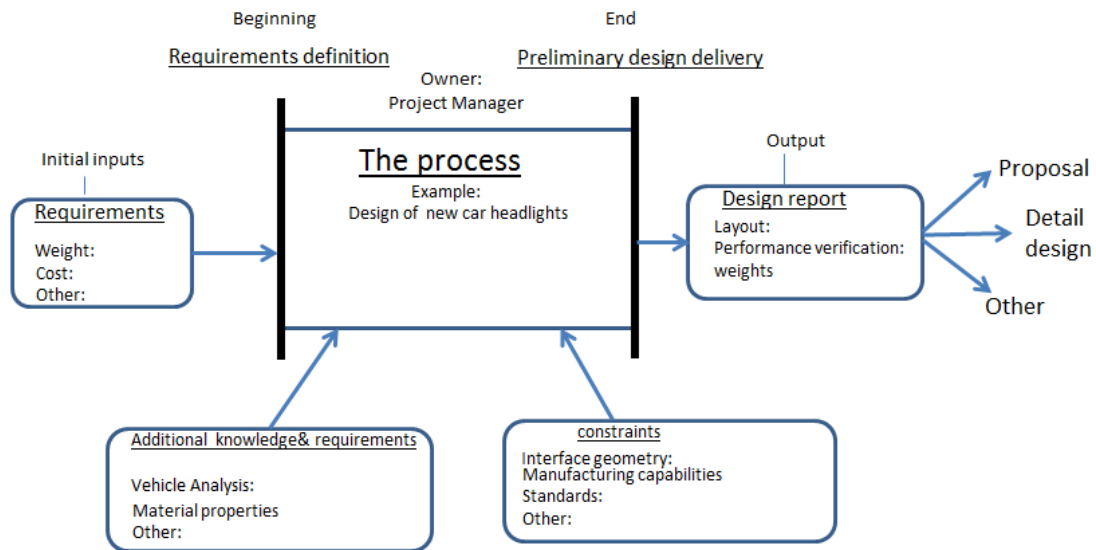 Beginning
End
Requirements definition
Preliminary design delivery
Owner:
Project Manager
Initial inputs
Requirements
Weight:
Cost:
Other:
The process
Example:
Design of new car headlights
Output
Design report
Layout:
Performance verification:
weights
Proposal
Detail
design
Other
Additional knowledge& requirements
Vehicle Analysis:
Material properties
Other:
constraints
Interface geometry:
Manufacturing capabilities
Standards:
Other: